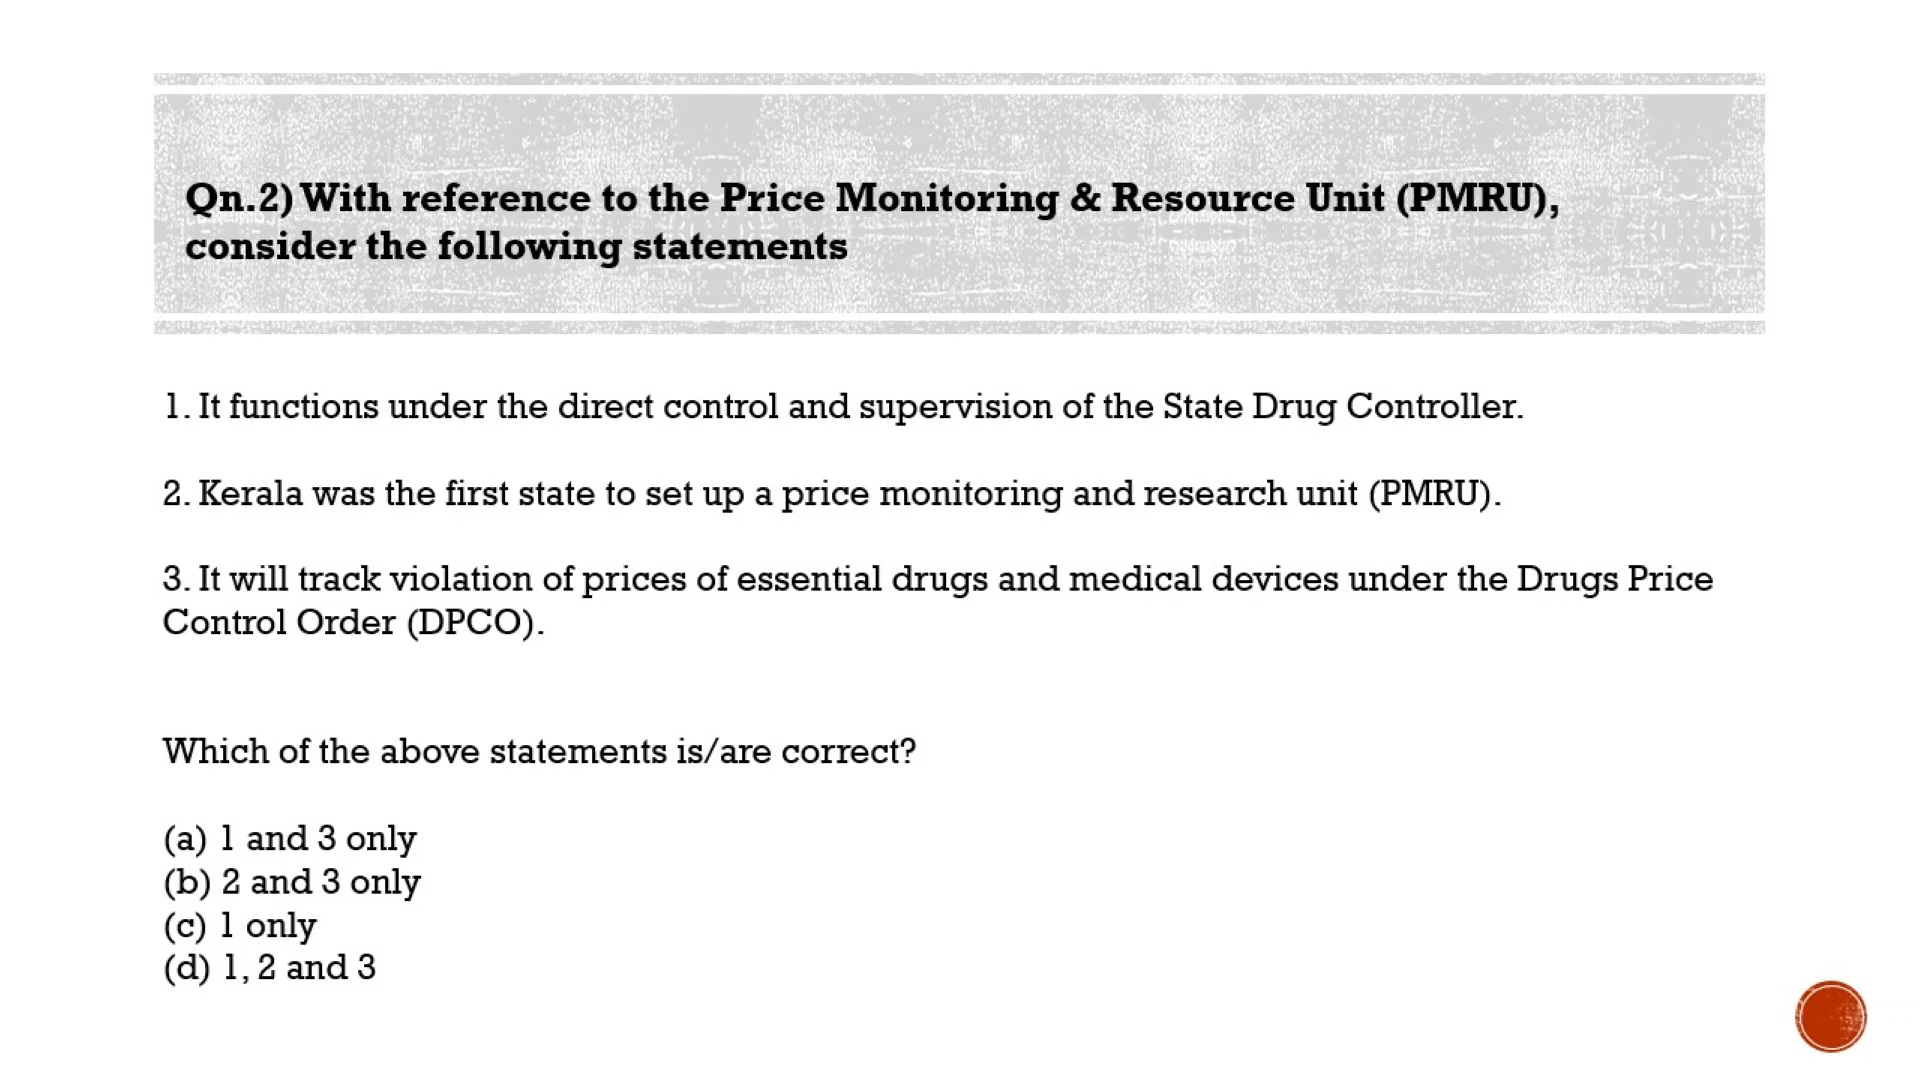 Qn.2) With reference to the Price Monitoring & Resource Unit (PMRU),
consider the following statements
1. It functions under the direct control and supervision of the State Drug Controller.
2. Kerala was the first state to set up a price monitoring and research unit (PMRU).
3. It will track violation of prices of essential drugs and medical devices under the Drugs Price
Control Order (DPCO).
Which of the above statements is/are correct?
(a) 1 and 3 only
(b) 2 and 3 only
(c) 1 only
(d) 1, 2 and 3